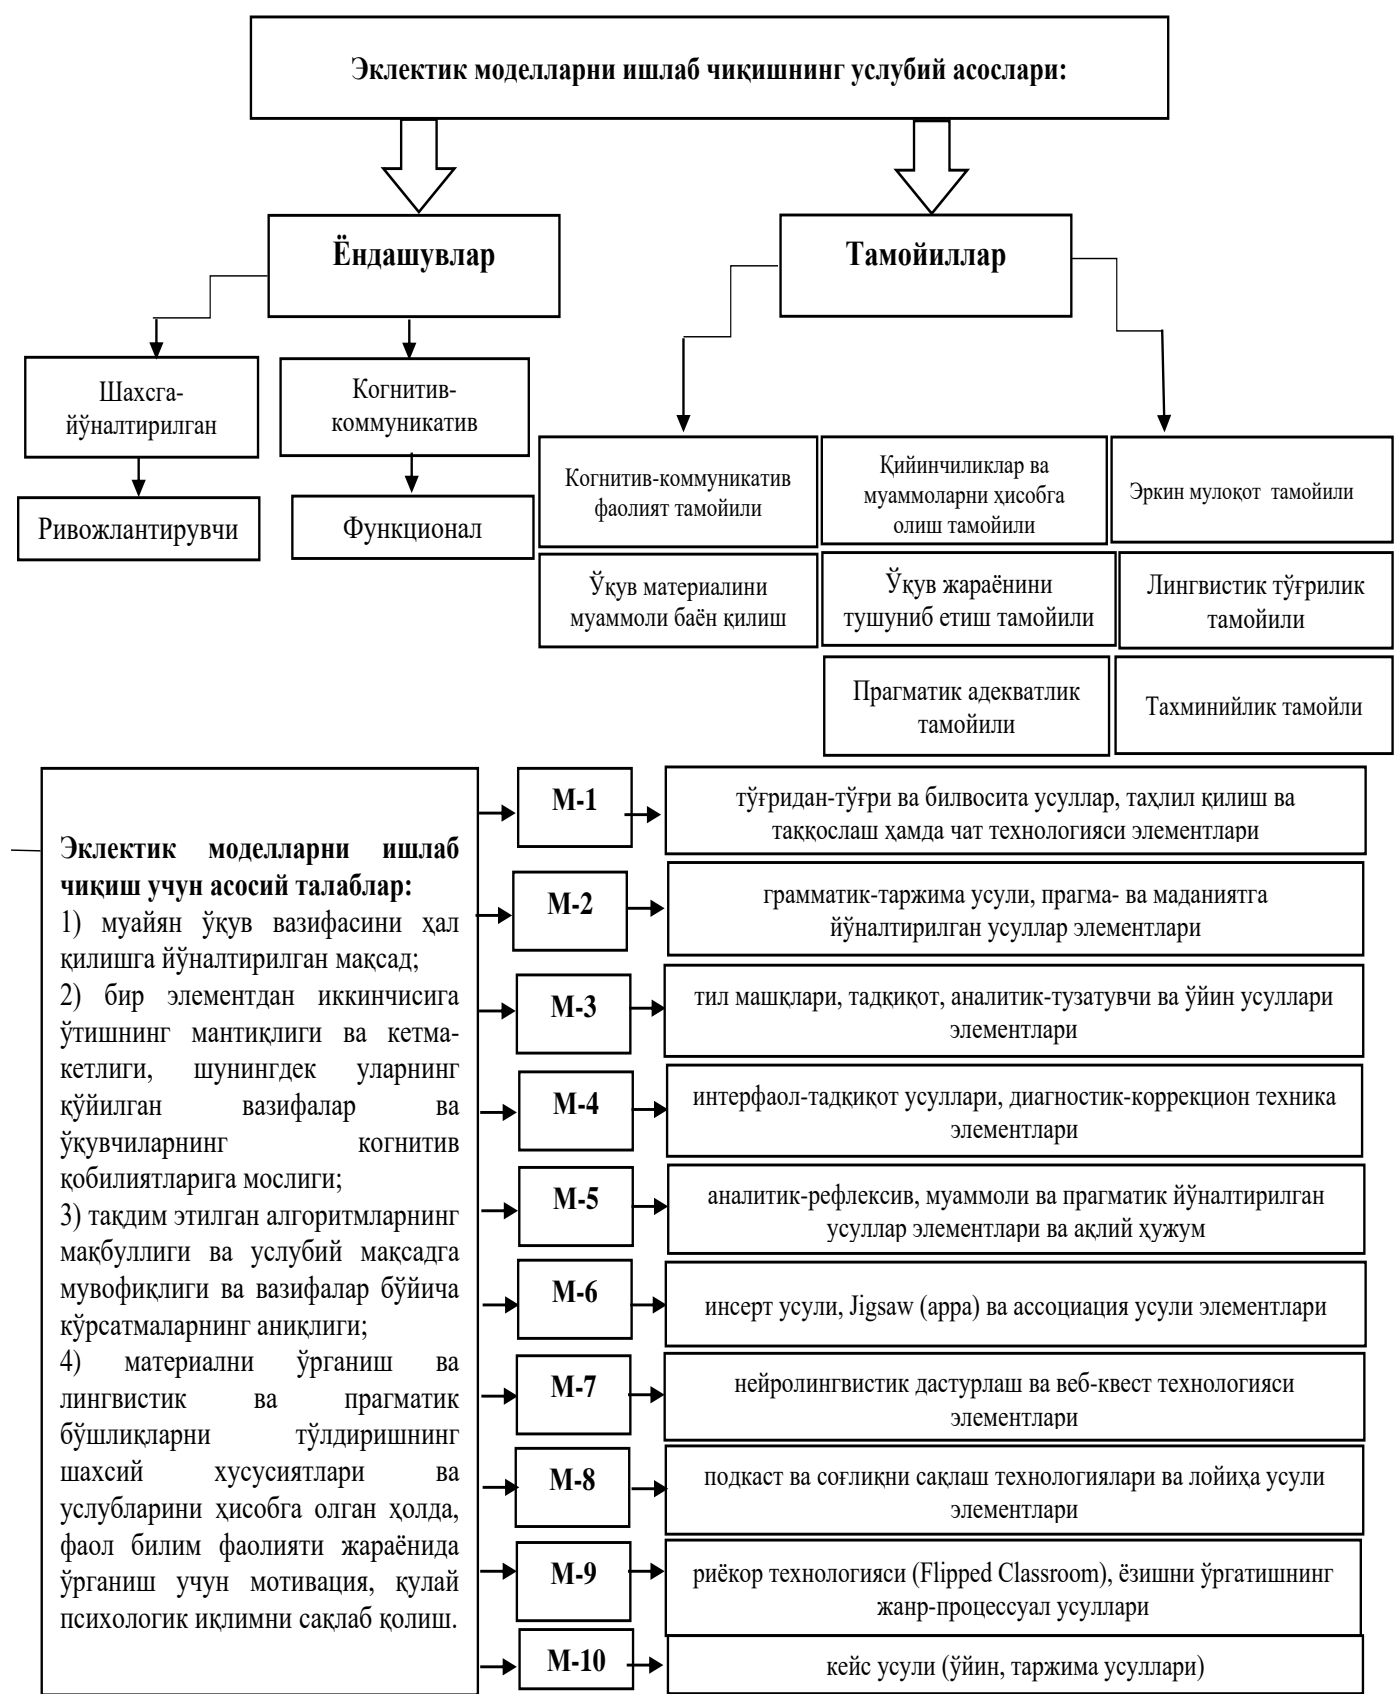 Эклектик моделларни ишлаб чиқишнинг услубий асослари:
Ёндашувлар
Тамойиллар
Шахсга-
йўналтирилган
Когнитив-
коммуникатив
Ривожлантирувчи
Функционал
Когнитив-коммуникатив
фаолият тамойили
Қийинчиликлар ва
муаммоларни ҳисобга
олиш тамойили
Эркин мулоқот тамойили
Ўқув материалини
муаммоли баён қилиш
Ўқув жараёнини
тушуниб етиш тамойили
Лингвистик тўғрилик
тамойили
Прагматик адекватлик
тамойили
Тахминийлик тамойли
Эклектик моделларни ишлаб
чиқиш учун асосий талаблар:
1) муайян ўқув вазифасини ҳал
қилишга йўналтирилган мақсад;
2) бир элементдан иккинчисига
ўтишнинг мантиқлиги ва кетма-
кетлиги, шунингдек уларнинг
қўйилган вазифалар ва
ўқувчиларнинг когнитив
қобилиятларига мослиги;
3) тақдим этилган алгоритмларнинг
мақбуллиги ва услубий мақсадга
мувофиқлиги ва вазифалар бўйича
кўрсатмаларнинг аниқлиги;
4) материални ўрганиш ва
лингвистик ва прагматик
бўшлиқларни тўлдиришнинг
шахсий хусусиятлари ва
услубларини ҳисобга олган ҳолда,
фаол билим фаолияти жараёнида
ўрганиш учун мотивация, қулай
психологик иқлимни сақлаб қолиш.
М-1
тўғридан-тўғри ва билвосита усуллар, таҳлил қилиш ва
таққослаш ҳамда чат технологияси элементлари
М-2
грамматик-таржима усули, прагма- ва маданиятга
йўналтирилган усуллар элементлари
М-3
тил машқлари, тадқиқот, аналитик-тузатувчи ва ўйин усуллари
элементлари
М-4
интерфаол-тадқиқот усуллари, диагностик-коррекцион техника
элементлари
М-5
аналитик-рефлексив, муаммоли ва прагматик йўналтирилган
усуллар элементлари ва ақлий ҳужум
М-6
инсерт усули, Jigsaw (арра) ва ассоциация усули элементлари
М-7
нейролингвистик дастурлаш ва веб-квест технологияси
элементлари
М-8
подкаст ва соғлиқни сақлаш технологиялари ва лойиҳа усули
элементлари
М-9
риёкор технологияси (Flipped Classroom), ёзишни ўргатишнинг
жанр-процессуал усуллари
М-10
кейс усули (ўйин, таржима усуллари)